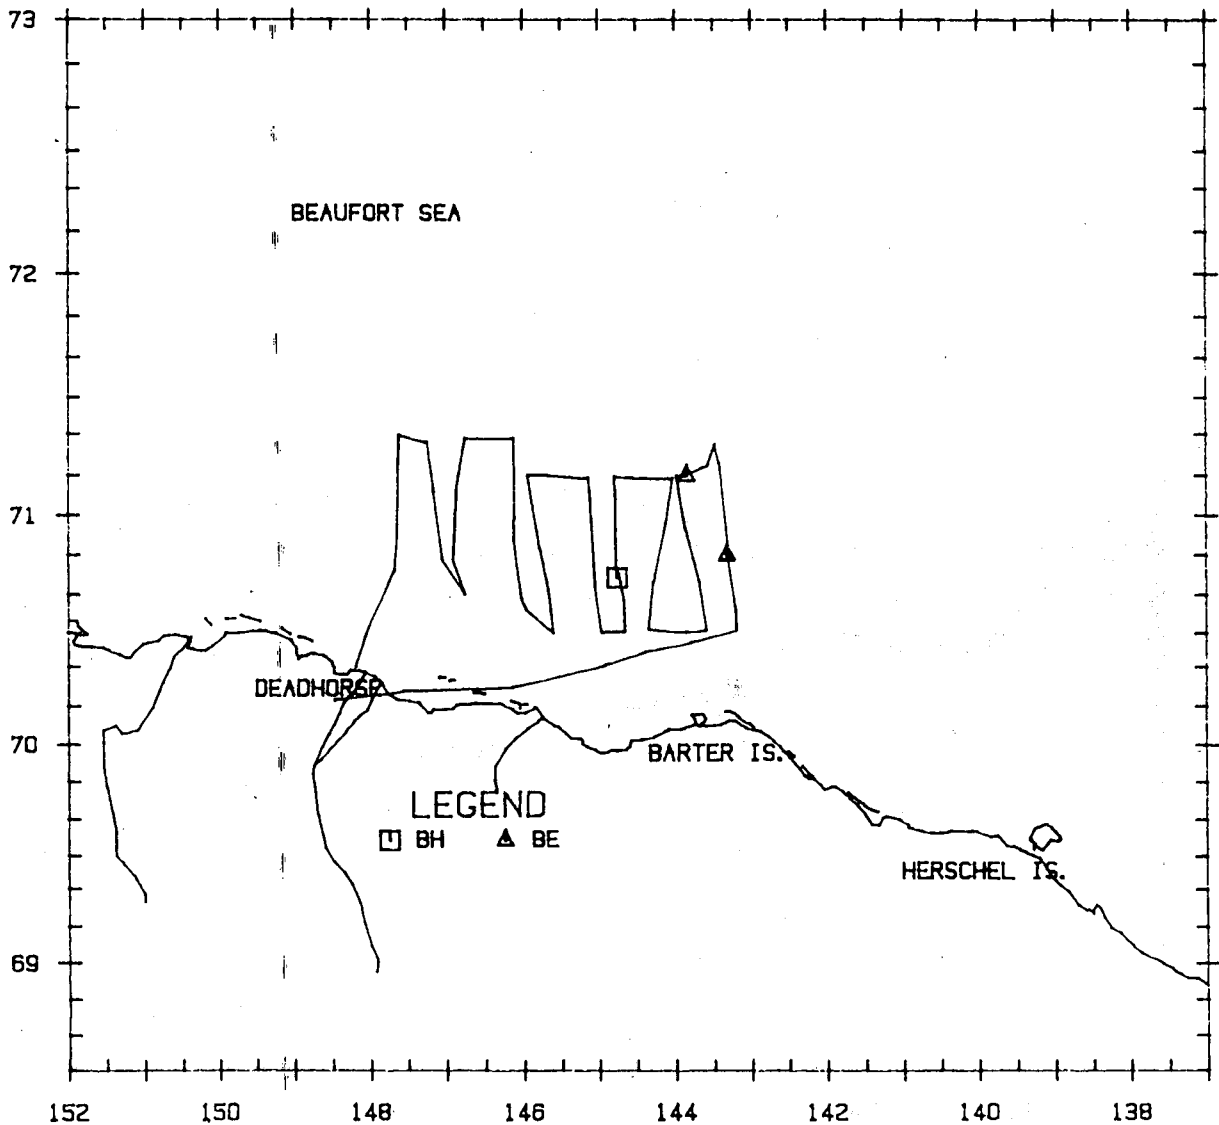 73
BEAUFORT SEA
72
71
DEADHORSE
70
BARTER IS.
LEGEND
BH BE
HERSCHEL IS.
69
152 150 148 146 144 142 140 138